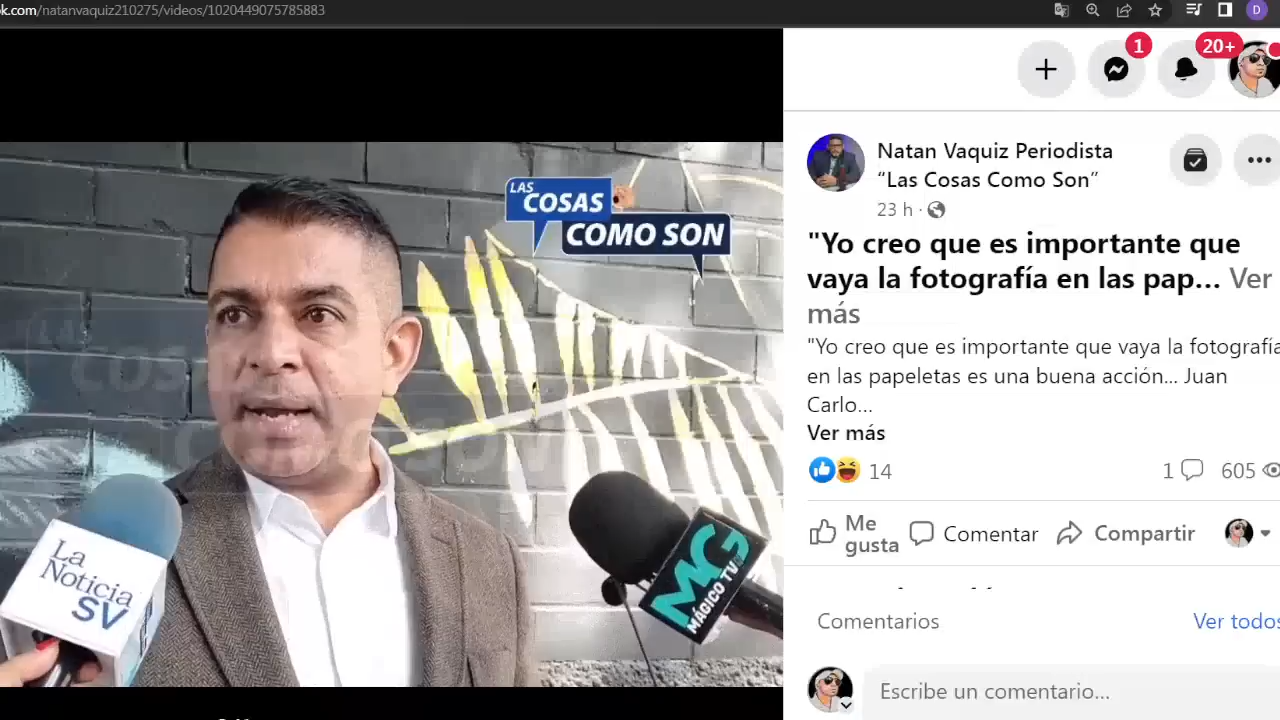 k.com/natanvaquiz210275/videos/1020449075785883
D
1
20+
LAS
COSAS
COMO SON
La
Noticia
SV
MG
MÁGICO TV
Natan Vaquiz Periodista
“Las Cosas Como Son”
23 h ·
"Yo creo que es importante que
vaya la fotografía en las pap... Ver
más
"Yo creo que es importante que vaya la fotografía
en las papeletas es una buena acción... Juan
Carlo...
Ver más
14
1
605
Me
gusta
Comentar
Compartir
Comentarios
Ver todos
Escribe un comentario...